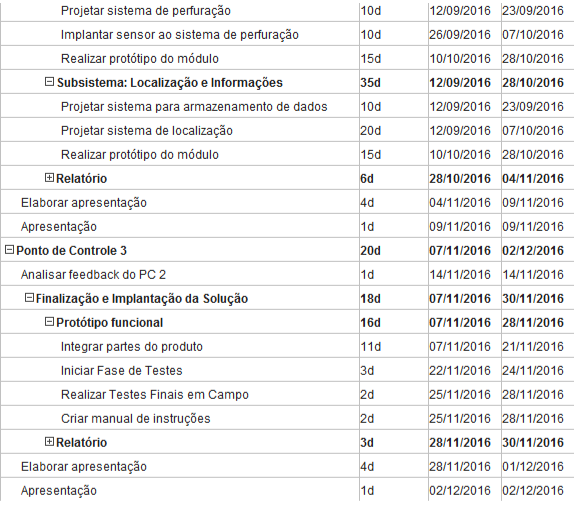 Projetar sistema de perfuração 10d 12/09/2016 23/09/2016
Implantar sensor ao sistema de perfuração 10d 26/09/2016 07/10/2016
Realizar protótipo do módulo 15d 10/10/2016 28/10/2016
Subsistema: Localização e Informações 35d 12/09/2016 28/10/2016
Projetar sistema para armazenamento de dados 10d 12/09/2016 23/09/2016
Projetar sistema de localização 20d 12/09/2016 07/10/2016
Realizar protótipo do módulo 15d 10/10/2016 28/10/2016
Relatório 6d 28/10/2016 04/11/2016
Elaborar apresentação 4d 04/11/2016 09/11/2016
Apresentação 1d 09/11/2016 09/11/2016
Ponto de Controle 3 20d 07/11/2016 02/12/2016
Analisar feedback do PC 2 1d 14/11/2016 14/11/2016
Finalização e Implantação da Solução 18d 07/11/2016 30/11/2016
Protótipo funcional 16d 07/11/2016 28/11/2016
Integrar partes do produto 11d 07/11/2016 21/11/2016
Iniciar Fase de Testes 3d 22/11/2016 24/11/2016
Realizar Testes Finais em Campo 2d 25/11/2016 28/11/2016
Criar manual de instruções 2d 25/11/2016 28/11/2016
Relatório 3d 28/11/2016 30/11/2016
Elaborar apresentação 4d 28/11/2016 01/12/2016
Apresentação 1d 02/12/2016 02/12/2016